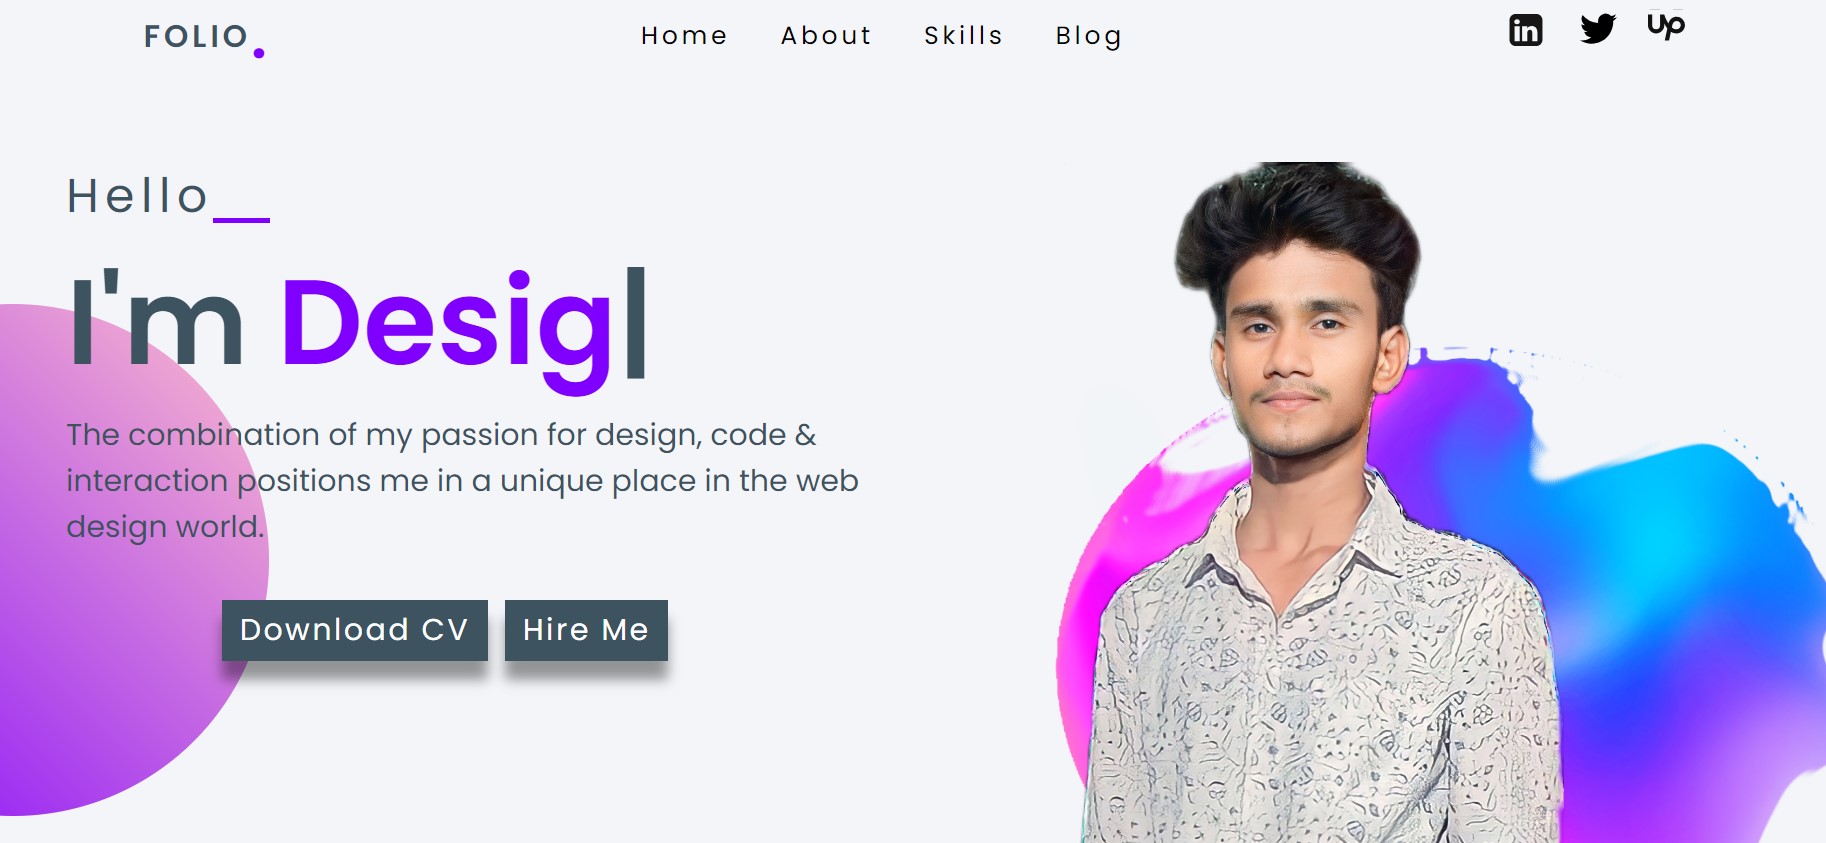 FOLIO.
Home About Skills Blog
in
up
Hello__
I'm Desig|
The combination of my passion for design, code &
interaction positions me in a unique place in the web
design world.
Download CV Hire Me